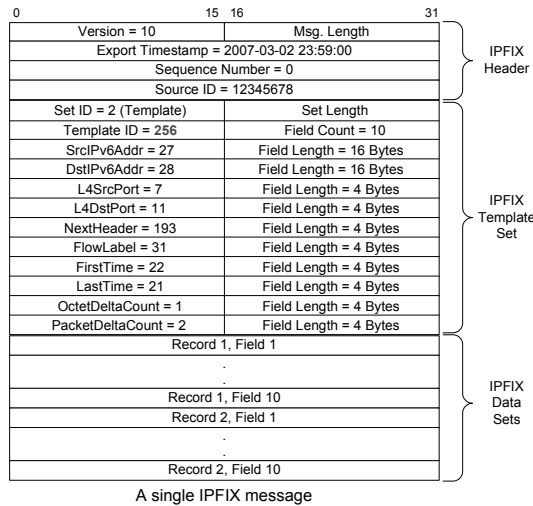 0 15 16 31
Version = 10 Msg. Length
Export Timestamp = 2007-03-02 23:59:00
Sequence Number = 0
Source ID = 12345678
IPFIX
Header
Set ID = 2 (Template) Set Length
Template ID = 256 Field Count = 10
SrcIPv6Addr = 27 Field Length = 16 Bytes
DstIPv6Addr = 28 Field Length = 16 Bytes
L4SrcPort = 7 Field Length = 4 Bytes
L4DstPort = 11 Field Length = 4 Bytes
NextHeader = 193 Field Length = 4 Bytes
FlowLabel = 31 Field Length = 4 Bytes
FirstTime = 22 Field Length = 4 Bytes
LastTime = 21 Field Length = 4 Bytes
OctetDeltaCount = 1 Field Length = 4 Bytes
PacketDeltaCount = 2 Field Length = 4 Bytes
IPFIX
Template
Set
Record 1, Field 1
.
.
Record 1, Field 10
Record 2, Field 1
.
.
Record 2, Field 10
IPFIX
Data
Sets
A single IPFIX message